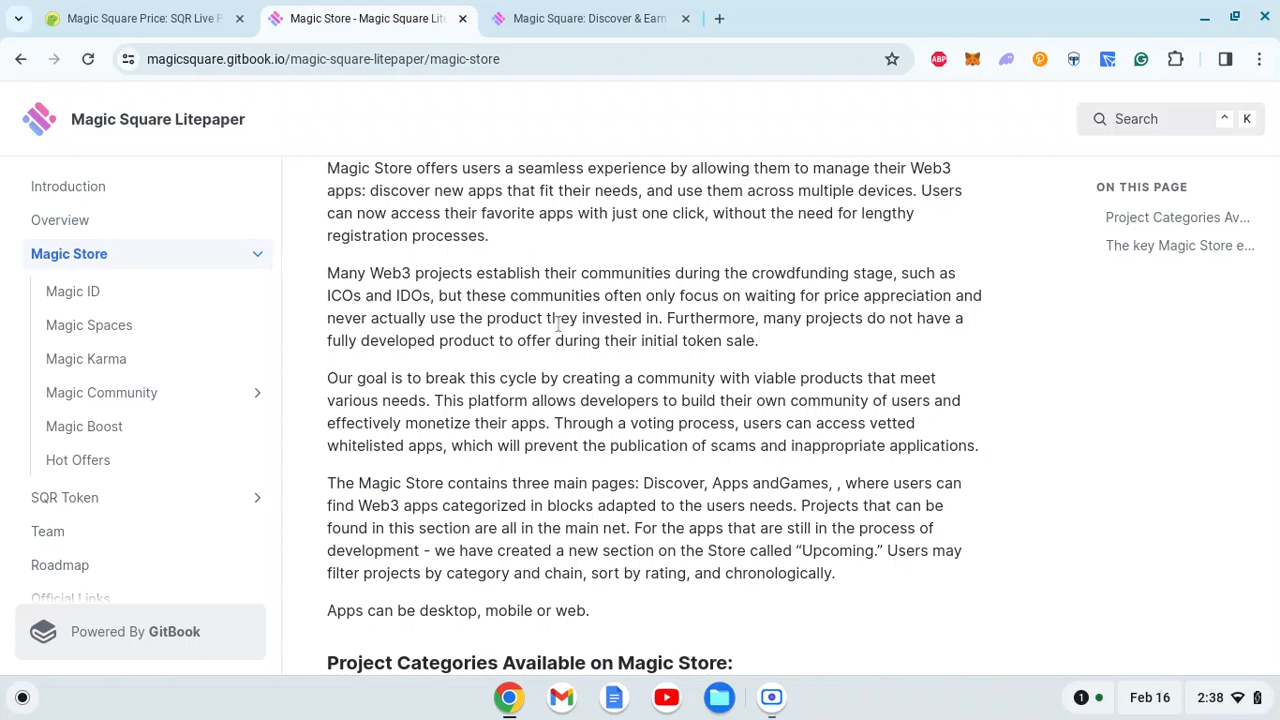 Magic Square Price: SQR Live P
Magic Store - Magic Square Lite
Magic Square: Discover & Earn
magicsquare.gitbook.io/magic-square-litepaper/magic-store
ABP
Magic Square Litepaper
Search
^
K
Introduction
Overview
Magic Store
Magic ID
Magic Spaces
Magic Karma
Magic Community
Magic Boost
Hot Offers
SQR Token
Team
Roadmap
Official Links
Powered By GitBook
Magic Store offers users a seamless experience by allowing them to manage their Web3
apps: discover new apps that fit their needs, and use them across multiple devices. Users
can now access their favorite apps with just one click, without the need for lengthy
registration processes.
Many Web3 projects establish their communities during the crowdfunding stage, such as
ICOs and IDOs, but these communities often only focus on waiting for price appreciation and
never actually use the product they invested in. Furthermore, many projects do not have a
fully developed product to offer during their initial token sale.
Our goal is to break this cycle by creating a community with viable products that meet
various needs. This platform allows developers to build their own community of users and
effectively monetize their apps. Through a voting process, users can access vetted
whitelisted apps, which will prevent the publication of scams and inappropriate applications.
The Magic Store contains three main pages: Discover, Apps andGames, , where users can
find Web3 apps categorized in blocks adapted to the users needs. Projects that can be
found in this section are all in the main net. For the apps that are still in the process of
development - we have created a new section on the Store called “Upcoming.” Users may
filter projects by category and chain, sort by rating, and chronologically.
Apps can be desktop, mobile or web.
Project Categories Available on Magic Store:
ON THIS PAGE
Project Categories Av...
The key Magic Store e...
1
Feb 16
2:38